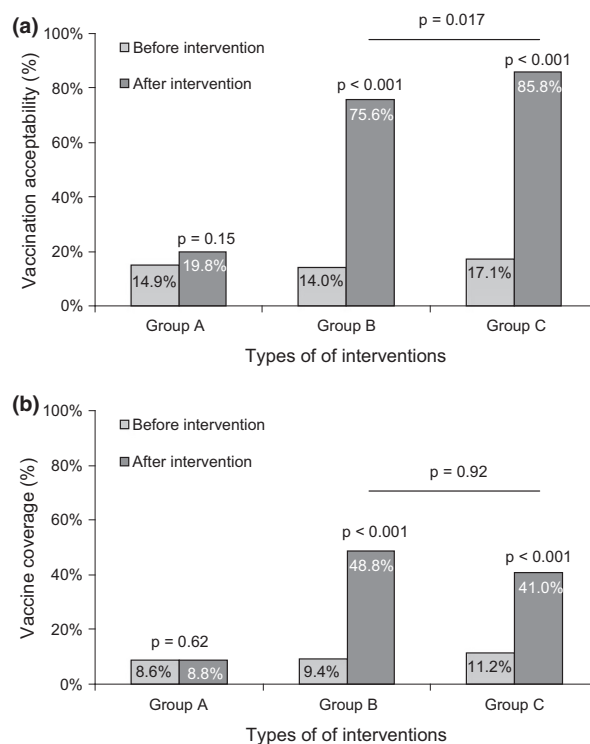 (a)
100%
80%
60%
40%
20%
0%
Vaccination acceptability (%)
Before intervention
After intervention
p = 0.017
p < 0.001
p < 0.001
75.6%
85.8%
p = 0.15
14.9%
19.8%
14.0%
17.1%
Group A
Group B
Group C
Types of of interventions
(b)
100%
80%
60%
40%
20%
0%
Vaccine coverage (%)
Before intervention
After intervention
p = 0.92
p < 0.001
p < 0.001
48.8%
41.0%
p = 0.62
8.6%
8.8%
9.4%
11.2%
Group A
Group B
Group C
Types of of interventions